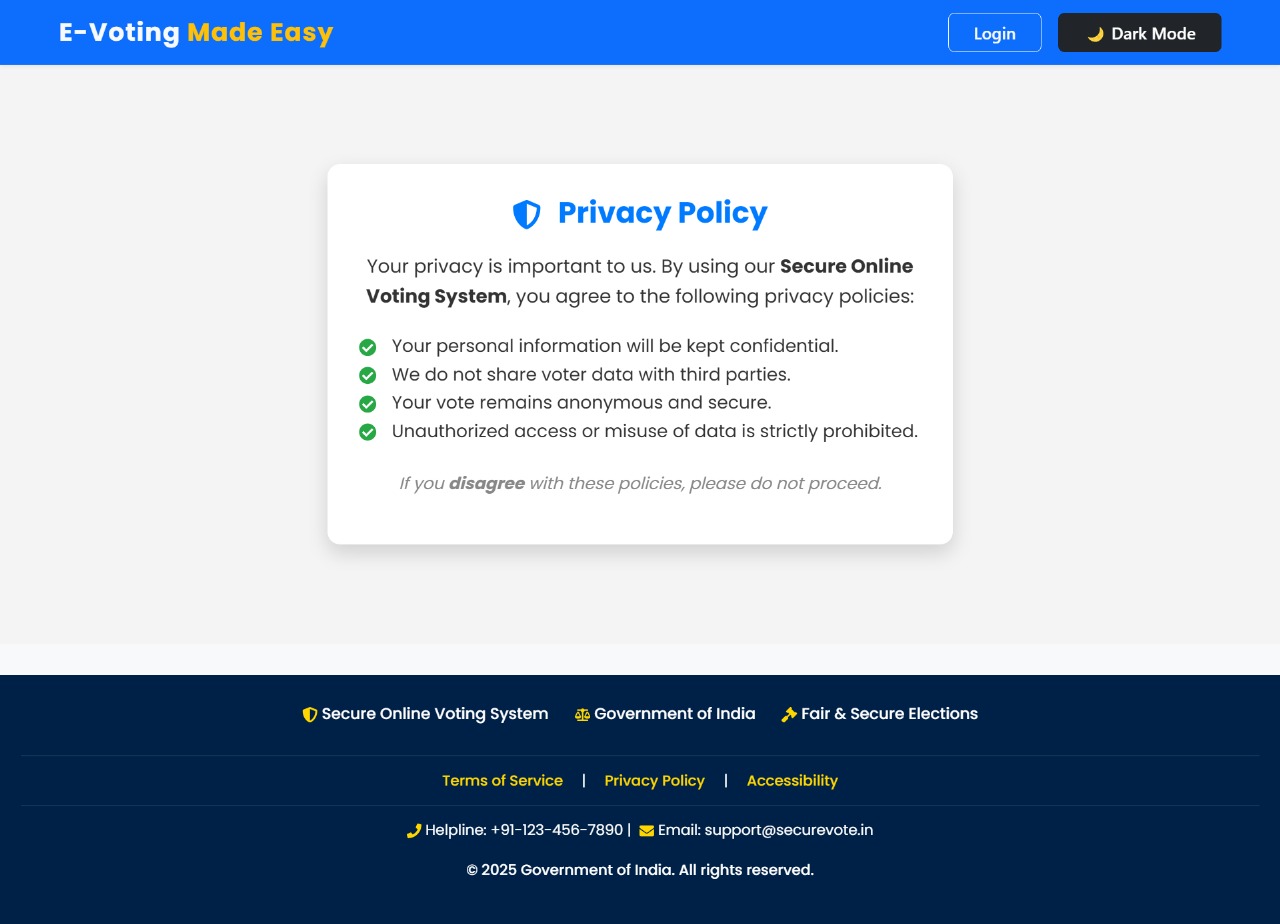 E-Voting Made Easy
Login
🌙 Dark Mode
Privacy Policy
Your privacy is important to us. By using our Secure Online
Voting System, you agree to the following privacy policies:
Your personal information will be kept confidential.
We do not share voter data with third parties.
Your vote remains anonymous and secure.
Unauthorized access or misuse of data is strictly prohibited.
If you disagree with these policies, please do not proceed.
Secure Online Voting System Government of India Fair & Secure Elections
Terms of Service | Privacy Policy | Accessibility
Helpline: +91-123-456-7890 | Email: support@securevote.in
© 2025 Government of India. All rights reserved.